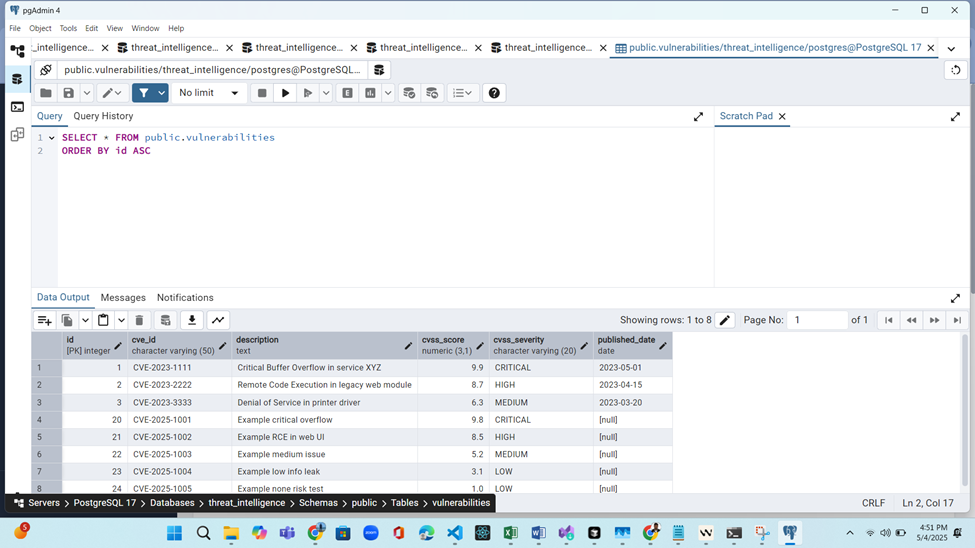 pgAdmin 4
File Object Tools Edit View Window Help
:_intelligence... threat_intelligence... threat_intelligence... threat_intelligence... threat_intelligence... public.vulnerabilities/threat_intelligence/postgres@PostgreSQL 17
public.vulnerabilities/threat_intelligence/postgres@PostgreSQL...
No limit
Query Query History Scratch Pad
1 SELECT * FROM public.vulnerabilities
2 ORDER BY id ASC
Data Output Messages Notifications
Showing rows: 1 to 8 Page No: 1 of 1
id cve_id description cvss_score cvss_severity published_date
[PK] integer character varying (50) text numeric (3,1) character varying (20) date
1 1 CVE-2023-1111 Critical Buffer Overflow in service XYZ 9.9 CRITICAL 2023-05-01
2 2 CVE-2023-2222 Remote Code Execution in legacy web module 8.7 HIGH 2023-04-15
3 3 CVE-2023-3333 Denial of Service in printer driver 6.3 MEDIUM 2023-03-20
4 20 CVE-2025-1001 Example critical overflow 9.8 CRITICAL [null]
5 21 CVE-2025-1002 Example RCE in web UI 8.5 HIGH [null]
6 22 CVE-2025-1003 Example medium issue 5.2 MEDIUM [null]
7 23 CVE-2025-1004 Example low info leak 3.1 LOW [null]
8 24 CVE-2025-1005 Example none risk test 1.0 LOW [null]
Servers > PostgreSQL 17 > Databases > threat_intelligence > Schemas > public > Tables > vulnerabilities
CRLF Ln 2, Col 17
5
4:51 PM
5/4/2025